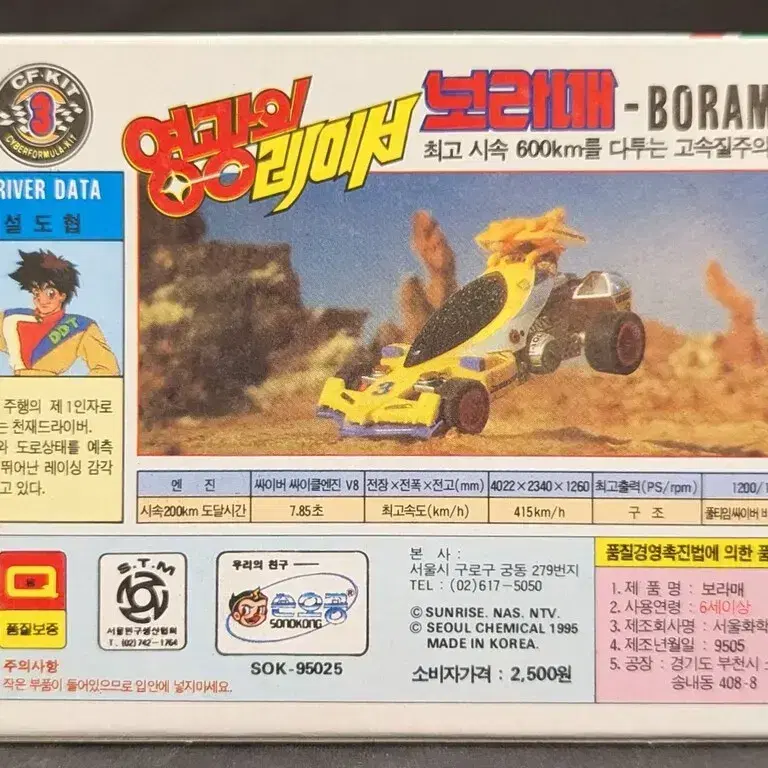 CF·KIT
3
CYBERFORMULA·KIT
영광의
레이서
보라매 - BORAM
최고 시속 600km를 다투는 고속질주의
RIVER DATA
설도협
DDT
주행의 제 1인자로
는 천재드라이버.
와 도로상태를 예측
뛰어난 레이싱 감각
고 있다.
3
엔 진 싸이버 싸이클엔진 V8 전장×전폭×전고(mm) 4022×2340×1260 최고출력(PS/rpm) 1200/1
시속200km 도달시간 7.85초 최고속도(km/h) 415km/h 구 조 풀타임싸이버
Q
품질보증
S.T.M
서울완구생산협회
T. (02)742-1764
우리의 친구
손오공®
SONOKONG
SOK-95025
본 사 :
서울시 구로구 궁동 279번지
TEL : (02)617-5050
© SUNRISE. NAS. NTV.
© SEOUL CHEMICAL 1995
MADE IN KOREA.
소비자가격 : 2,500원
품질경영촉진법에 의한 품
1. 제 품 명 : 보라매
2. 사용연령 : 6세이상
3. 제조회사명 : 서울화학
4. 제조년월일 : 9505
5. 공장 : 경기도 부천시
송내동 408-8
주의사항
작은 부품이 들어있으므로 입안에 넣지마세요.